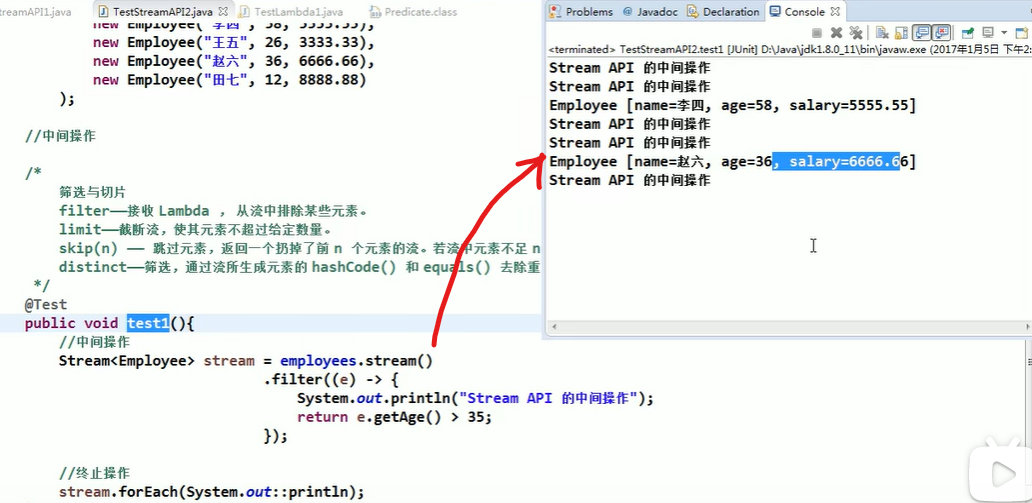 reamAPI1.java TestStreamAPI2.java TestLambda1.java Predicate.class
new Employee("李四", 58, 5555.55),
new Employee("王五", 26, 3333.33),
new Employee("赵六", 36, 6666.66),
new Employee("田七", 12, 8888.88)
);
//中间操作
/*
筛选与切片
filter——接收 Lambda ， 从流中排除某些元素。
limit——截断流，使其元素不超过给定数量。
skip(n) —— 跳过元素，返回一个扔掉了前 n 个元素的流。若流中元素不足 n
distinct——筛选，通过流所生成元素的 hashCode() 和 equals() 去除重
*/
@Test
public void test1(){
//中间操作
Stream<Employee> stream = employees.stream()
.filter((e) -> {
System.out.println("Stream API 的中间操作");
return e.getAge() > 35;
});
//终止操作
stream.forEach(System.out::println);
Problems @ Javadoc Declaration Console
<terminated> TestStreamAPI2.test1 [JUnit] D:\Java\jdk1.8.0_11\bin\javaw.exe (2017年1月5日 下午2:
Stream API 的中间操作
Stream API 的中间操作
Employee [name=李四, age=58, salary=5555.55]
Stream API 的中间操作
Stream API 的中间操作
Employee [name=赵六, age=36, salary=6666.66]
Stream API 的中间操作